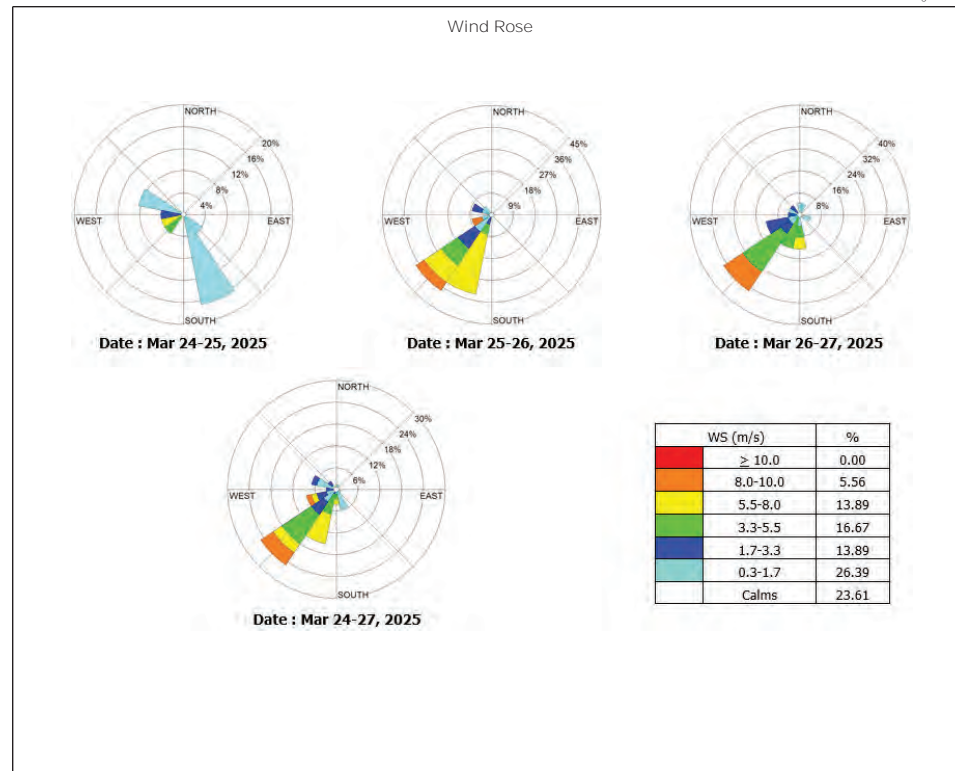 Wind Rose
NORTH
20%
16%
12%
8%
4%
WEST
EAST
SOUTH
Date : Mar 24-25, 2025
NORTH
45%
36%
27%
18%
9%
WEST
EAST
SOUTH
Date : Mar 25-26, 2025
NORTH
40%
32%
24%
16%
8%
WEST
EAST
SOUTH
Date : Mar 26-27, 2025
NORTH
30%
24%
18%
12%
6%
WEST
EAST
SOUTH
Date : Mar 24-27, 2025
WS (m/s) %
≥ 10.0 0.00
8.0-10.0 5.56
5.5-8.0 13.89
3.3-5.5 16.67
1.7-3.3 13.89
0.3-1.7 26.39
Calms 23.61